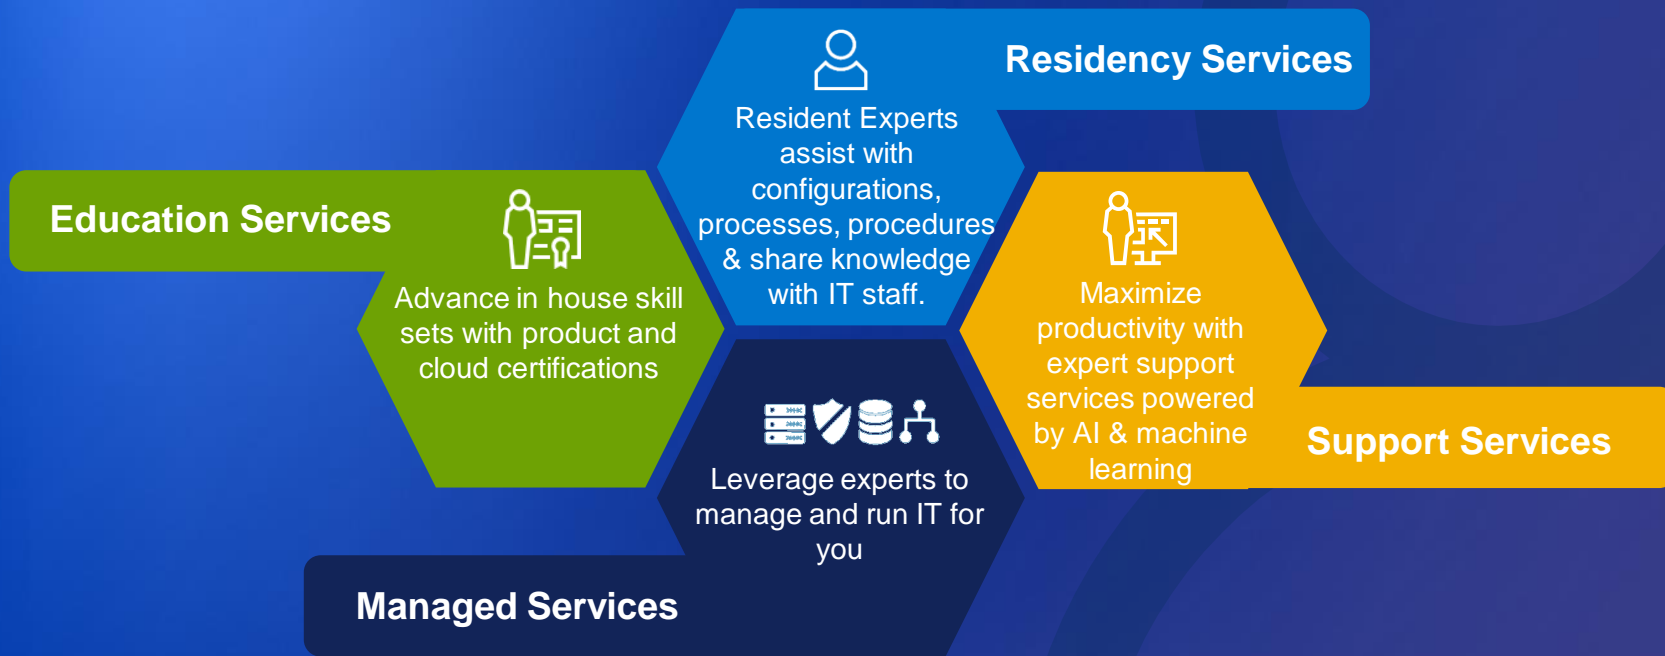 Residency Services
Resident Experts
assist with
configurations,
processes, procedures
& share knowledge
with IT staff.
Education Services
Advance in house skill
sets with product and
cloud certifications
Maximize
productivity with
expert support
services powered
by AI & machine
learning
Support Services
Leverage experts to
manage and run IT for
you
Managed Services